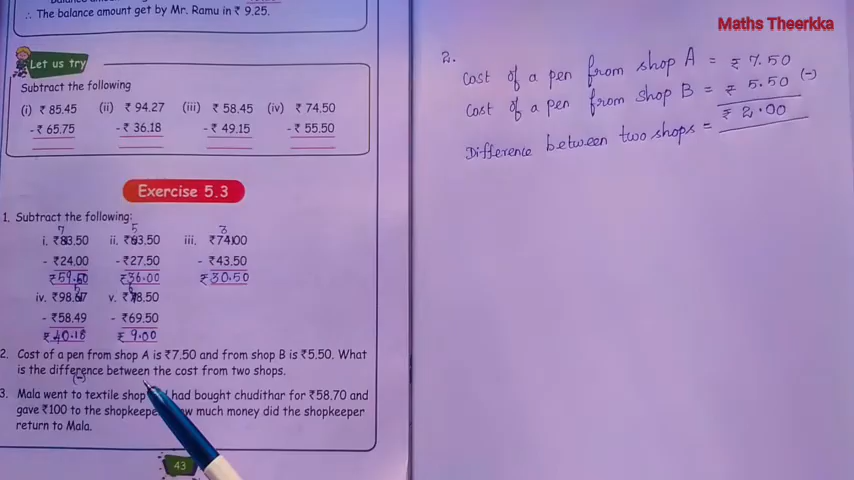 Maths Theerkka
∴ The balance amount get by Mr. Ramu in ₹ 9.25.
Let us try
Subtract the following
(i) ₹ 85.45 (ii) ₹ 94.27 (iii) ₹ 58.45 (iv) ₹ 74.50
- ₹ 65.75 - ₹ 36.18 - ₹ 49.15 - ₹ 55.50
Exercise 5.3
1. Subtract the following:
i. ₹83.50 ii. ₹63.50 iii. ₹74.00
- ₹24.00 - ₹27.50 - ₹43.50
₹59.50 ₹36.00 ₹30.50
iv. ₹98.67 v. ₹78.50
- ₹58.49 - ₹69.50
₹40.18 ₹9.00
2. Cost of a pen from shop A is ₹7.50 and from shop B is ₹5.50. What
is the difference between the cost from two shops.
(-)
3. Mala went to textile shop had bought chudithar for ₹58.70 and
gave ₹100 to the shopkeeper much money did the shopkeeper
return to Mala.
43
2.
Cost of a pen from shop A = ₹ 7.50
Cost of a pen from shop B = ₹ 5.50 (-)
₹ 2.00
Difference between two shops =